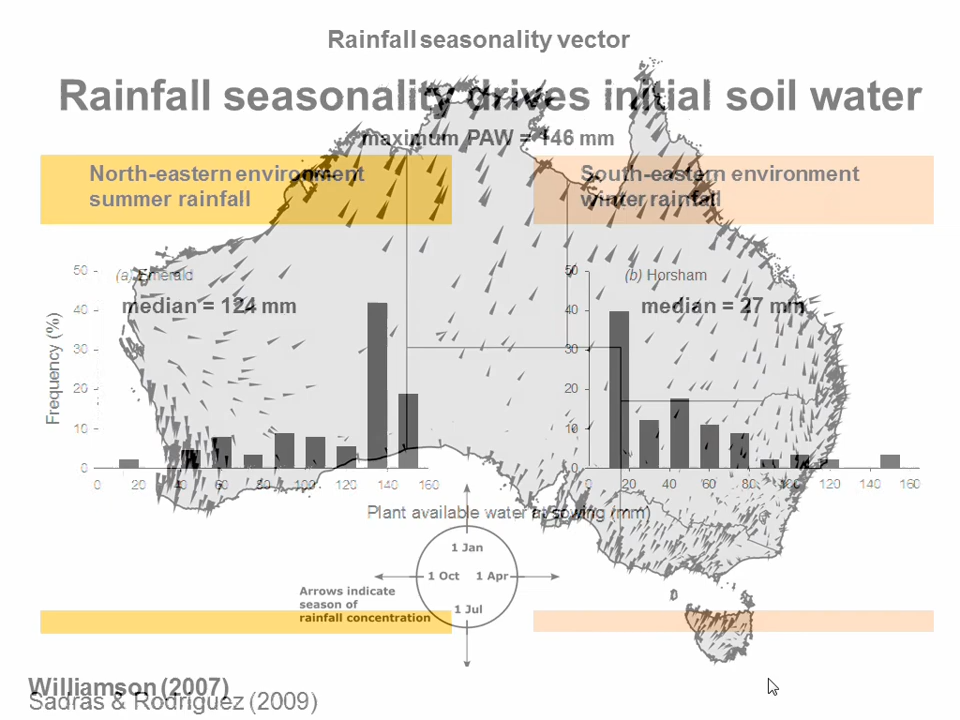 Rainfall seasonality vector
Rainfall seasonality drives initial soil water
maximum PAW = 146 mm
North-eastern environment
summer rainfall
South-eastern environment
winter rainfall
(a) Emerald
median = 124 mm
Frequency (%)
50
40
30
20
10
0
0 20 40 60 80 100 120 140 160
(b) Horsham
median = 27 mm
50
40
30
20
10
0
0 20 40 60 80 100 120 140 160
Plant available water at sowing (mm)
1 Jan
1 Oct 1 Apr
1 Jul
Arrows indicate
season of
rainfall concentration
Williamson (2007)
Sadras & Rodriguez (2009)